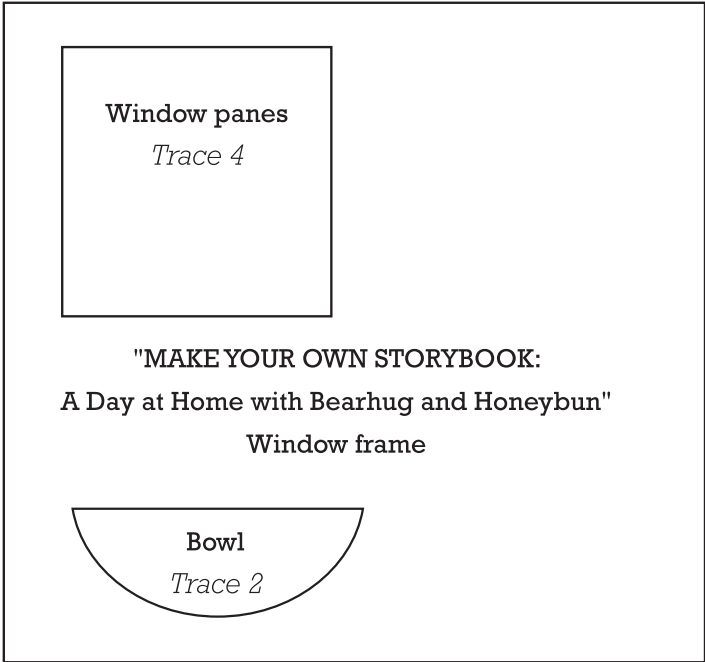 Window panes
Trace 4
"MAKE YOUR OWN STORYBOOK:
A Day at Home with Bearhug and Honeybun"
Window frame
Bowl
Trace 2